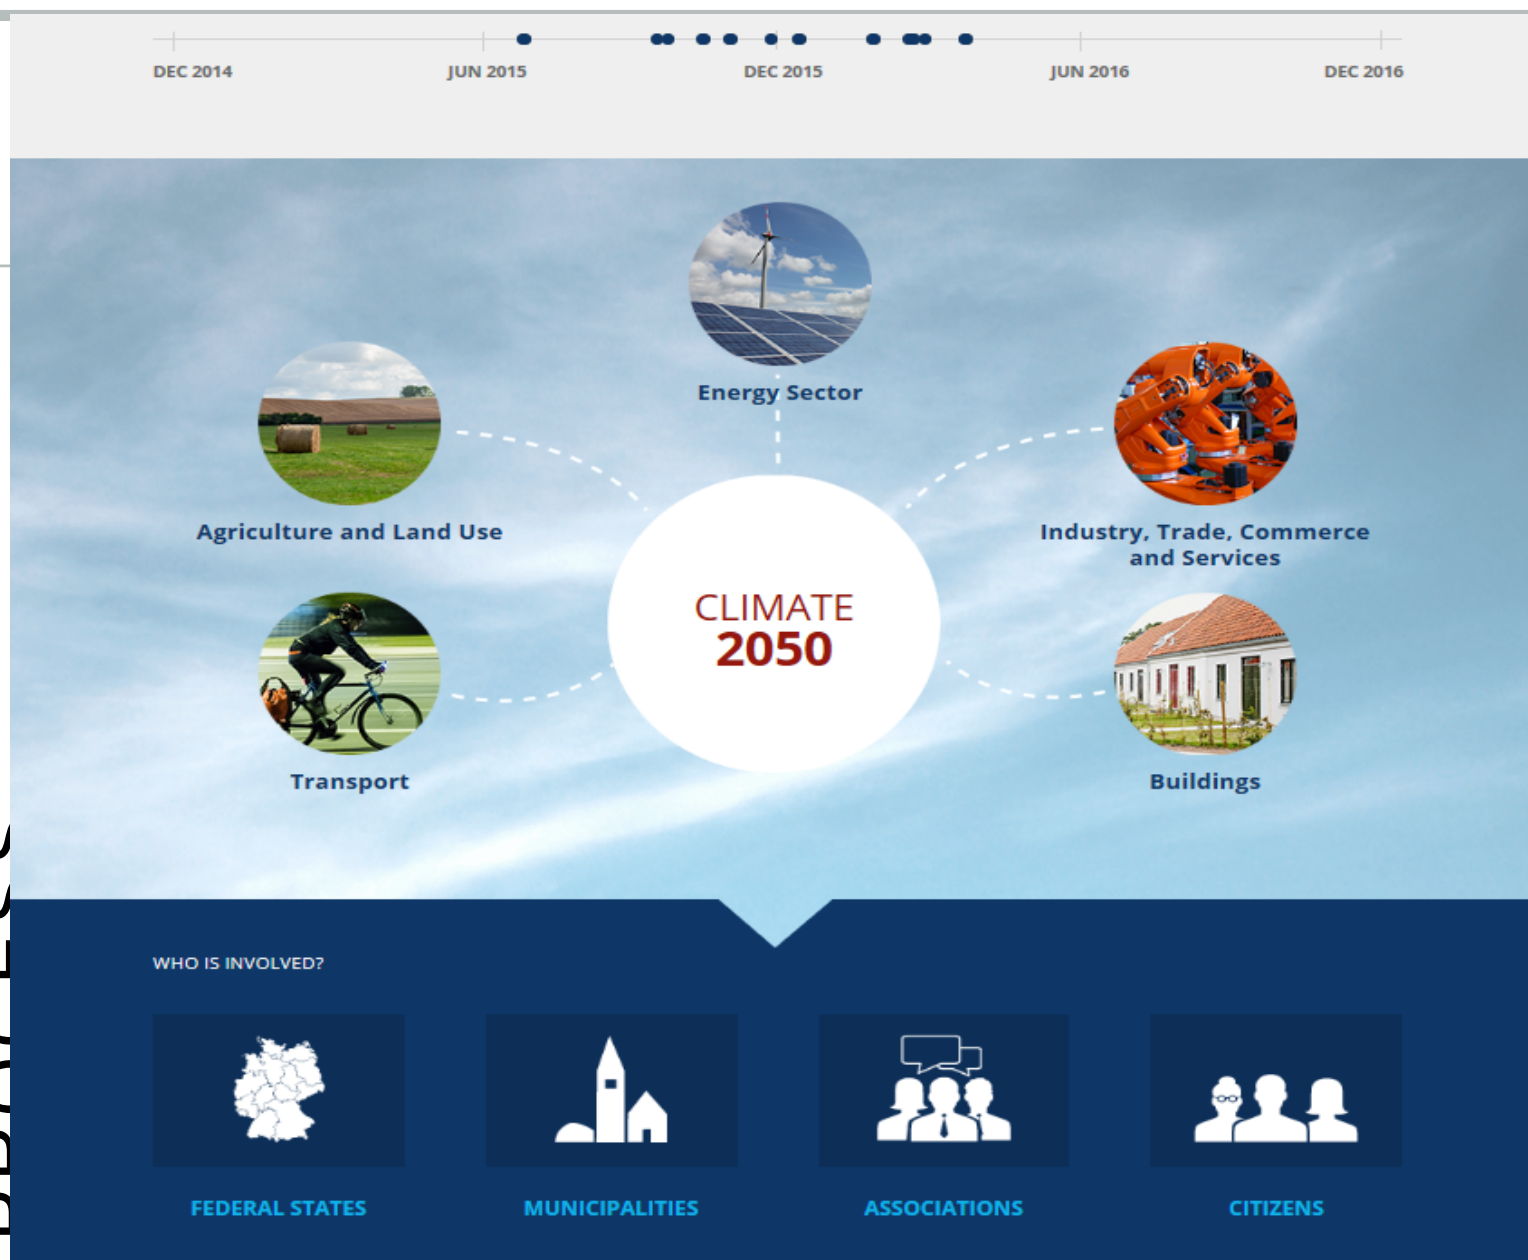 DEC 2014
JUN 2015
DEC 2015
JUN 2016
DEC 2016
Energy Sector
Agriculture and Land Use
Industry, Trade, Commerce
and Services
CLIMATE
2050
Transport
Buildings
WHO IS INVOLVED?
FEDERAL STATES
MUNICIPALITIES
ASSOCIATIONS
CITIZENS